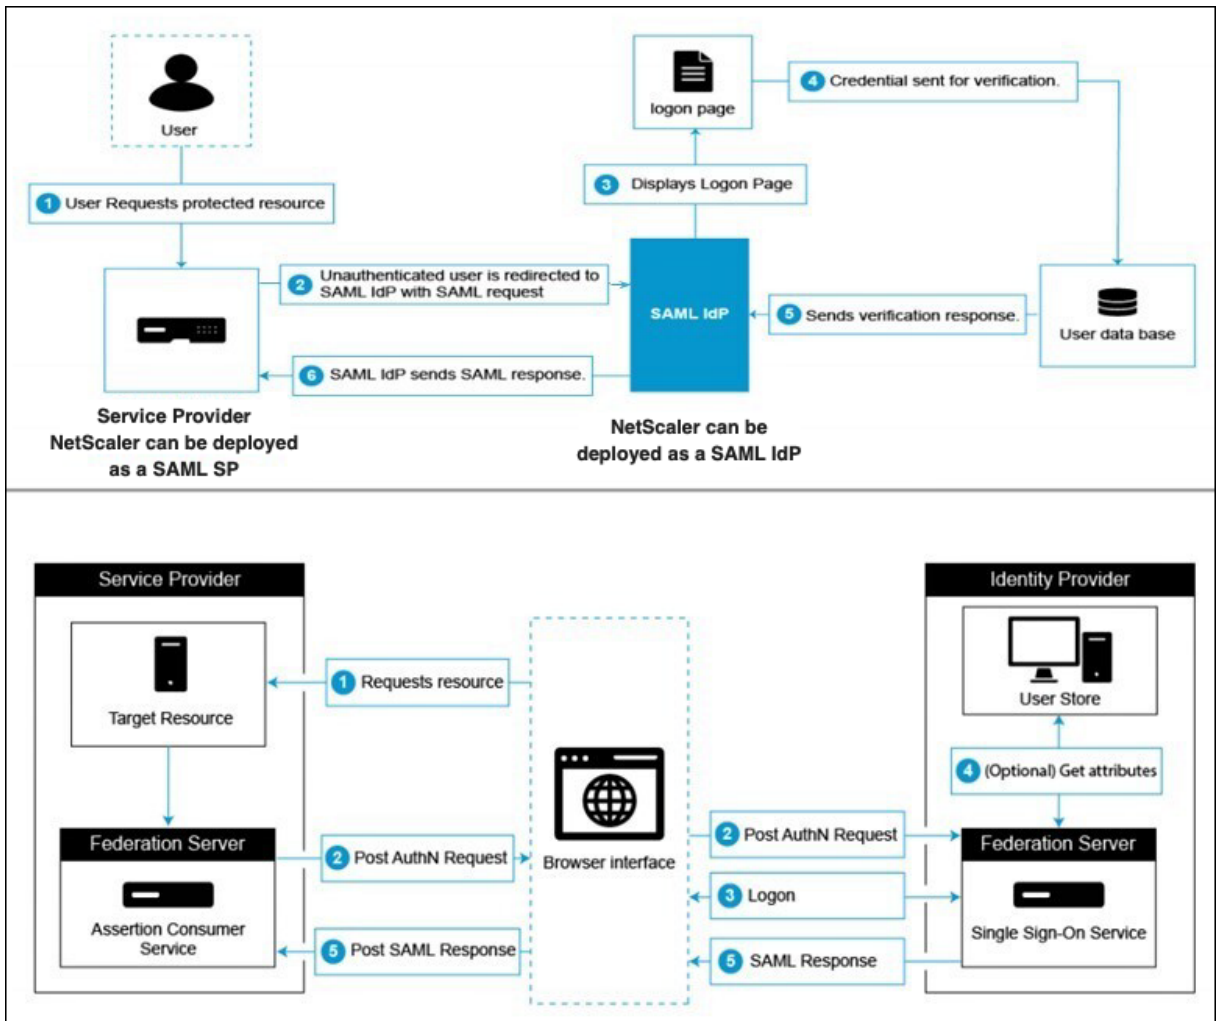 User
1 User Requests protected resource
2 Unauthenticated user is redirected to
SAML IdP with SAML request
logon page
3 Displays Logon Page
4 Credential sent for verification.
SAML IdP
5 Sends verification response.
User data base
6 SAML IdP sends SAML response.
Service Provider
NetScaler can be deployed
as a SAML SP
NetScaler can be
deployed as a SAML IdP
Service Provider
Target Resource
Federation Server
Assertion Consumer
Service
1 Requests resource
2 Post AuthN Request
5 Post SAML Response
Browser interface
2 Post AuthN Request
3 Logon
5 SAML Response
Identity Provider
User Store
4 (Optional) Get attributes
Federation Server
Single Sign-On Service